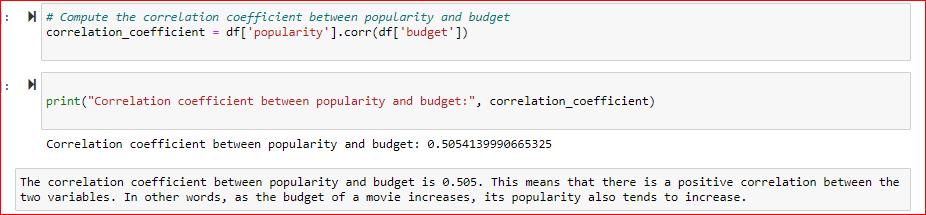 # Compute the correlation coefficient between popularity and budget
correlation_coefficient = df['popularity'].corr(df['budget'])
print("Correlation coefficient between popularity and budget:", correlation_coefficient)
Correlation coefficient between popularity and budget: 0.5054139990665325
The correlation coefficient between popularity and budget is 0.505. This means that there is a positive correlation between the
two variables. In other words, as the budget of a movie increases, its popularity also tends to increase.